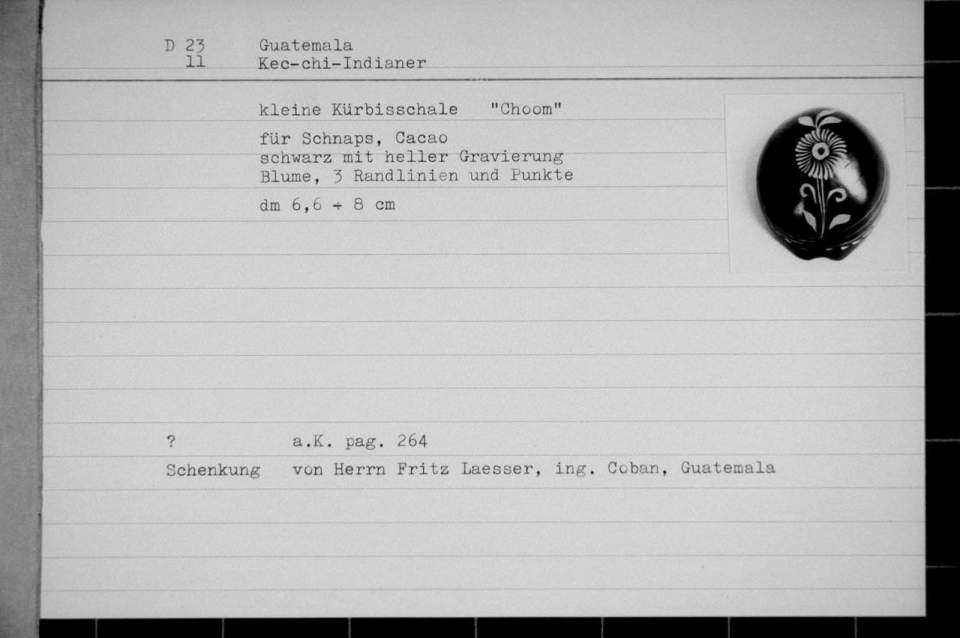 D 23 Guatemala
11 Kec-chi-Indianer
kleine Kürbisschale "Choom"
für Schnaps, Cacao
schwarz mit heller Gravierung
Blume, 3 Randlinien und Punkte
dm 6,6 ÷ 8 cm
? a.K. pag. 264
Schenkung von Herrn Fritz Laesser, ing. Coban, Guatemala